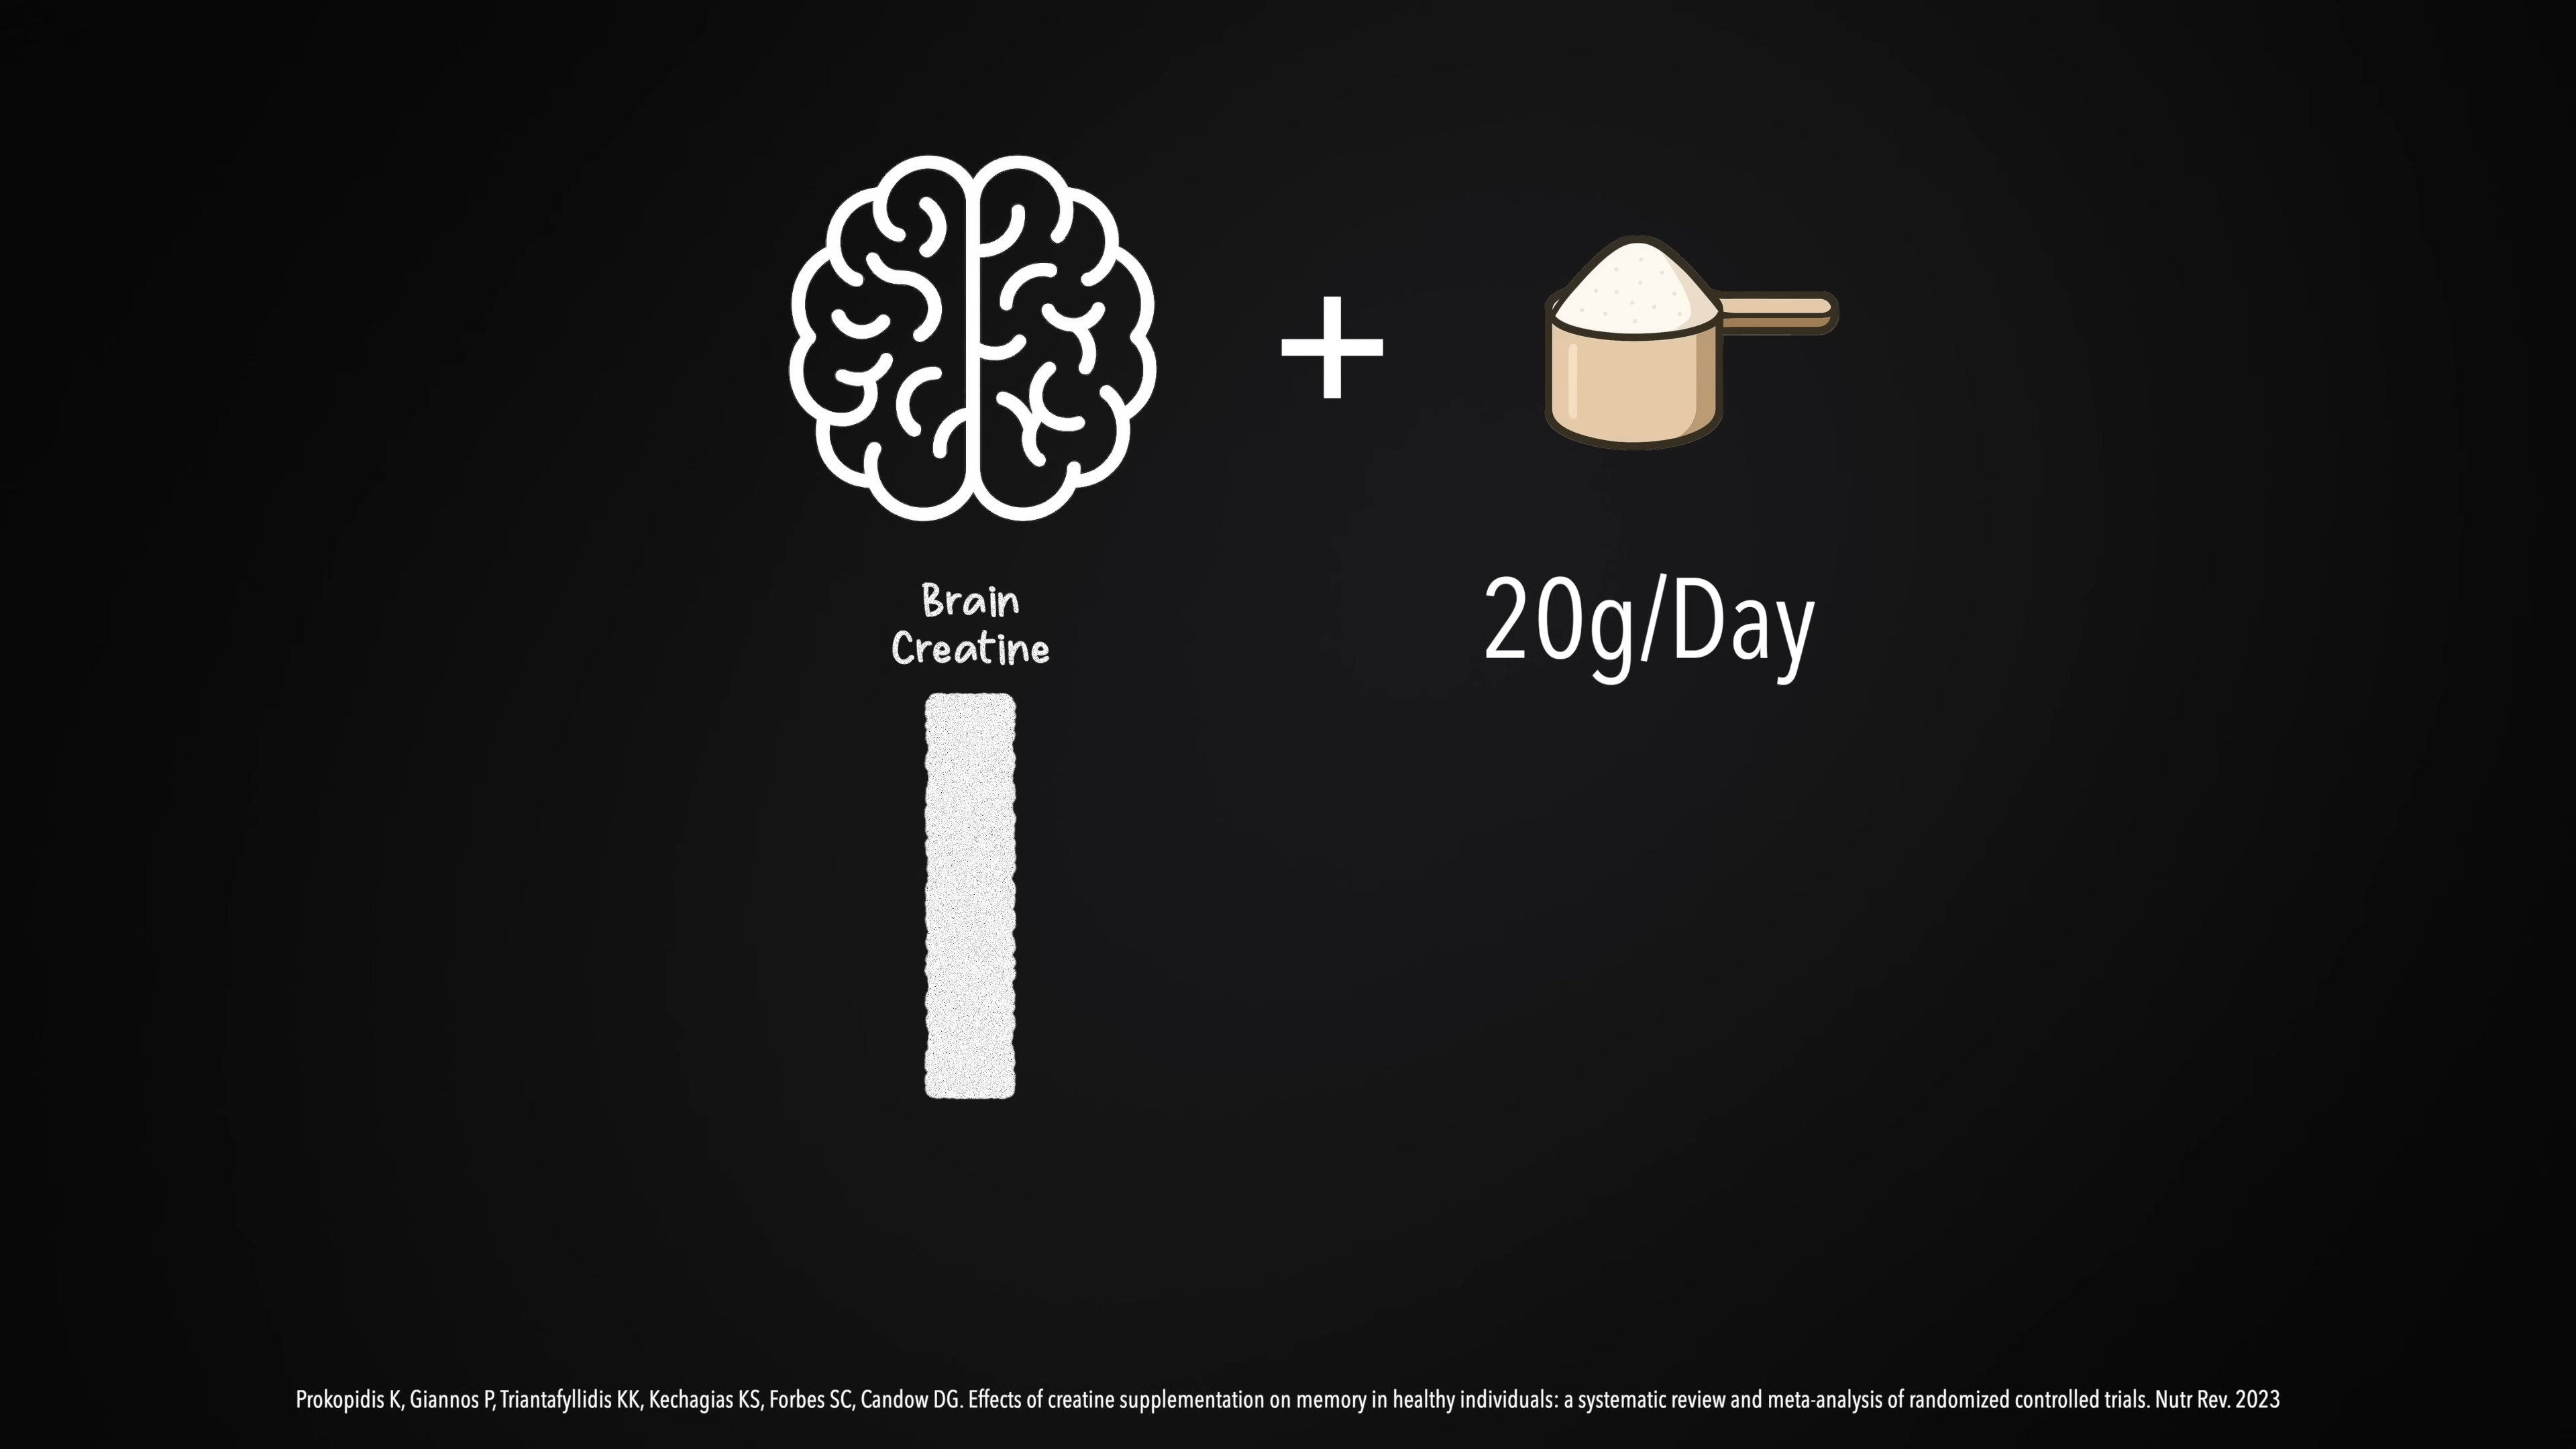 Brain
Creatine
20g/Day
Prokopidis K, Giannos P, Triantafyllidis KK, Kechagias KS, Forbes SC, Candow DG. Effects of creatine supplementation on memory in healthy individuals: a systematic review and meta-analysis of randomized controlled trials. Nutr Rev. 2023